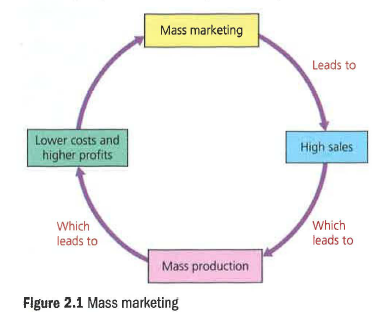 Mass marketing
Leads to
High sales
Which
leads to
Mass production
Which
leads to
Lower costs and
higher profits
Figure 2.1 Mass marketing